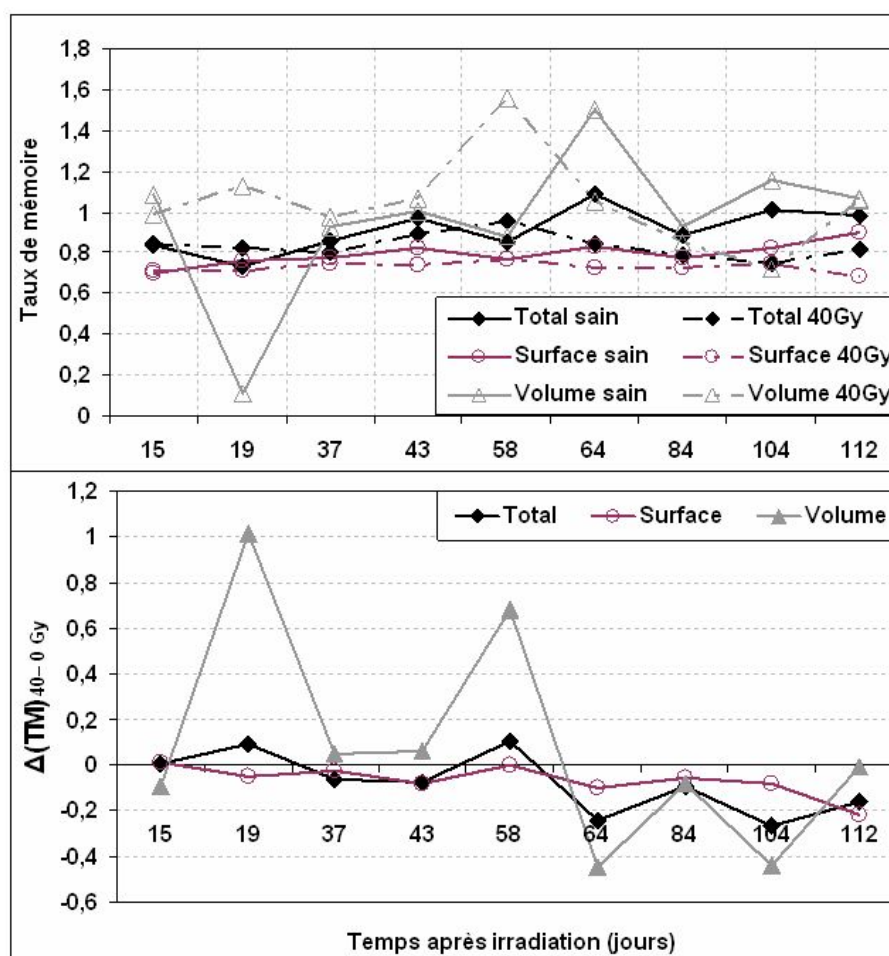 1,8
1,6
1,4
1,2
1
0,8
0,6
0,4
0,2
0
Taux de mémoire
Total sain
Total 40Gy
Surface sain
Surface 40Gy
Volume sain
Volume 40Gy
15 19 37 43 58 64 84 104 112
1,2
1
0,8
0,6
0,4
0,2
0
-0,2
-0,4
-0,6
Δ(TM)40–0 Gy
Total Surface Volume
15 19 37 43 58 64 84 104 112
Temps après irradiation (jours)